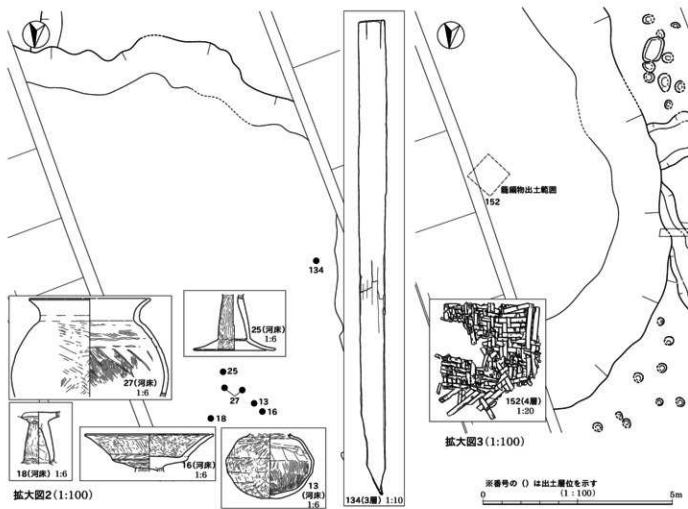 134
27(河床)
1:6
25(河床)
1:6
25
27
13
16
18
18(河床) 1:6
16(河床)
1:6
13
(河床)
1:6
拡大図2(1:100)
134(3層) 1:10
籠編物出土範囲
152
152(4層)
1:20
拡大図3(1:100)
※番号の()は出土層位を示す
(1:100)
0 5m